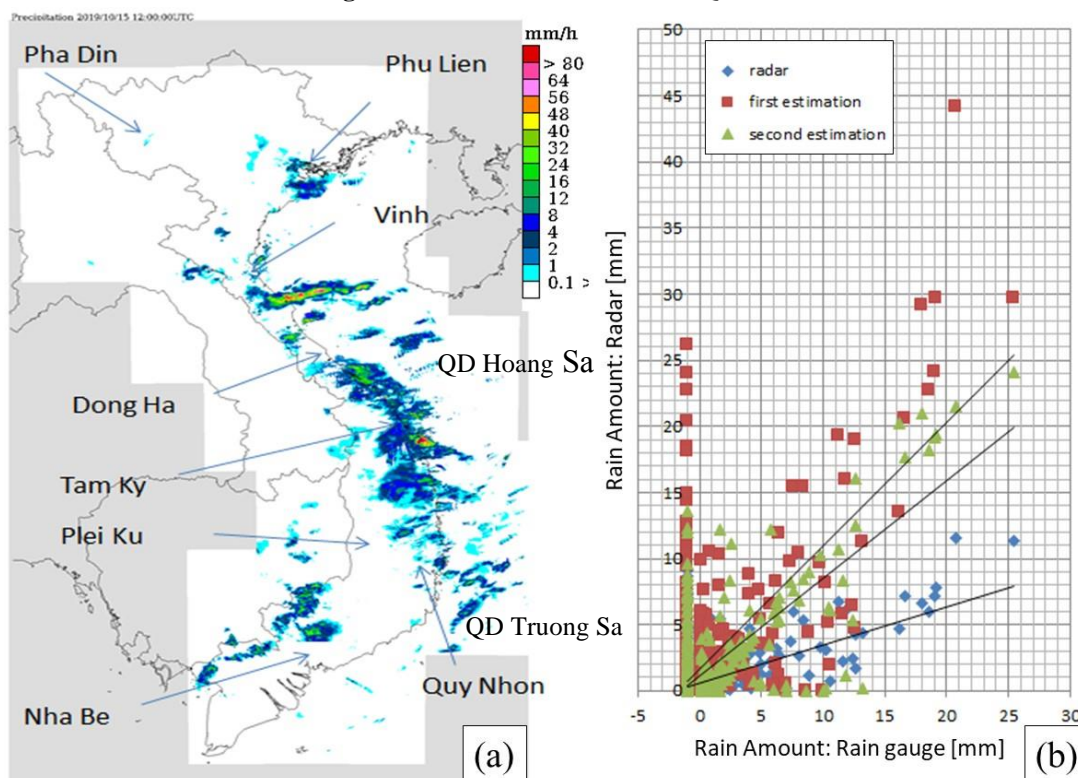 Precipitation 2019/10/15 12:00:00UTC
mm/h
> 80
64
56
48
40
32
24
16
12
8
4
2
1
0.1 >
Pha Din
Phu Lien
Vinh
QD Hoang Sa
Dong Ha
Tam Ky
Plei Ku
QD Truong Sa
Quy Nhon
Nha Be
(a)
50
45
40
35
30
25
20
15
10
5
0
Rain Amount: Radar [mm]
radar
first estimation
second estimation
-5 0 5 10 15 20 25 30
Rain Amount: Rain gauge [mm]
(b)